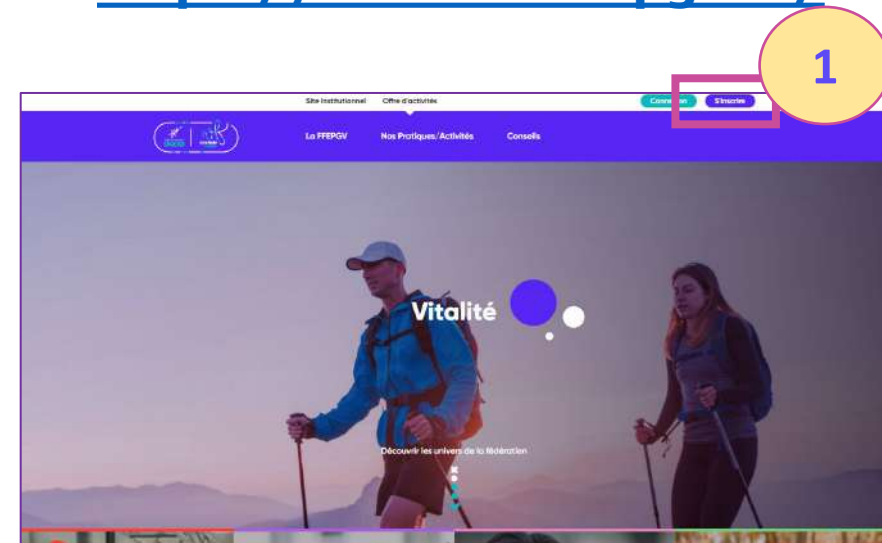 1
Site Institutionnel Offre d'activités
Connexion S'inscrire
La FFEPGV Nos Pratiques/Activités Conseils
Vitalité
Découvrir les univers de la fédération